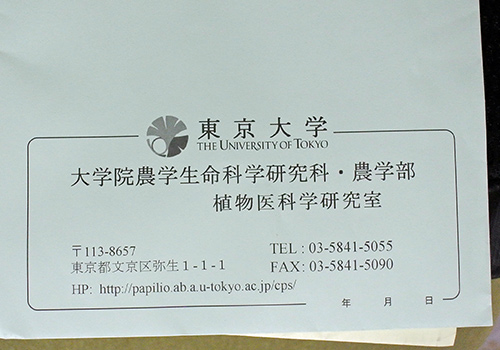 東京大学
THE UNIVERSITY OF TOKYO
大学院農学生命科学研究科・農学部
植物医科学研究室
〒113-8657
東京都文京区弥生1-1-1
TEL : 03-5841-5055
FAX : 03-5841-5090
HP: http://papilio.ab.a.u-tokyo.ac.jp/cps/
年 月 日